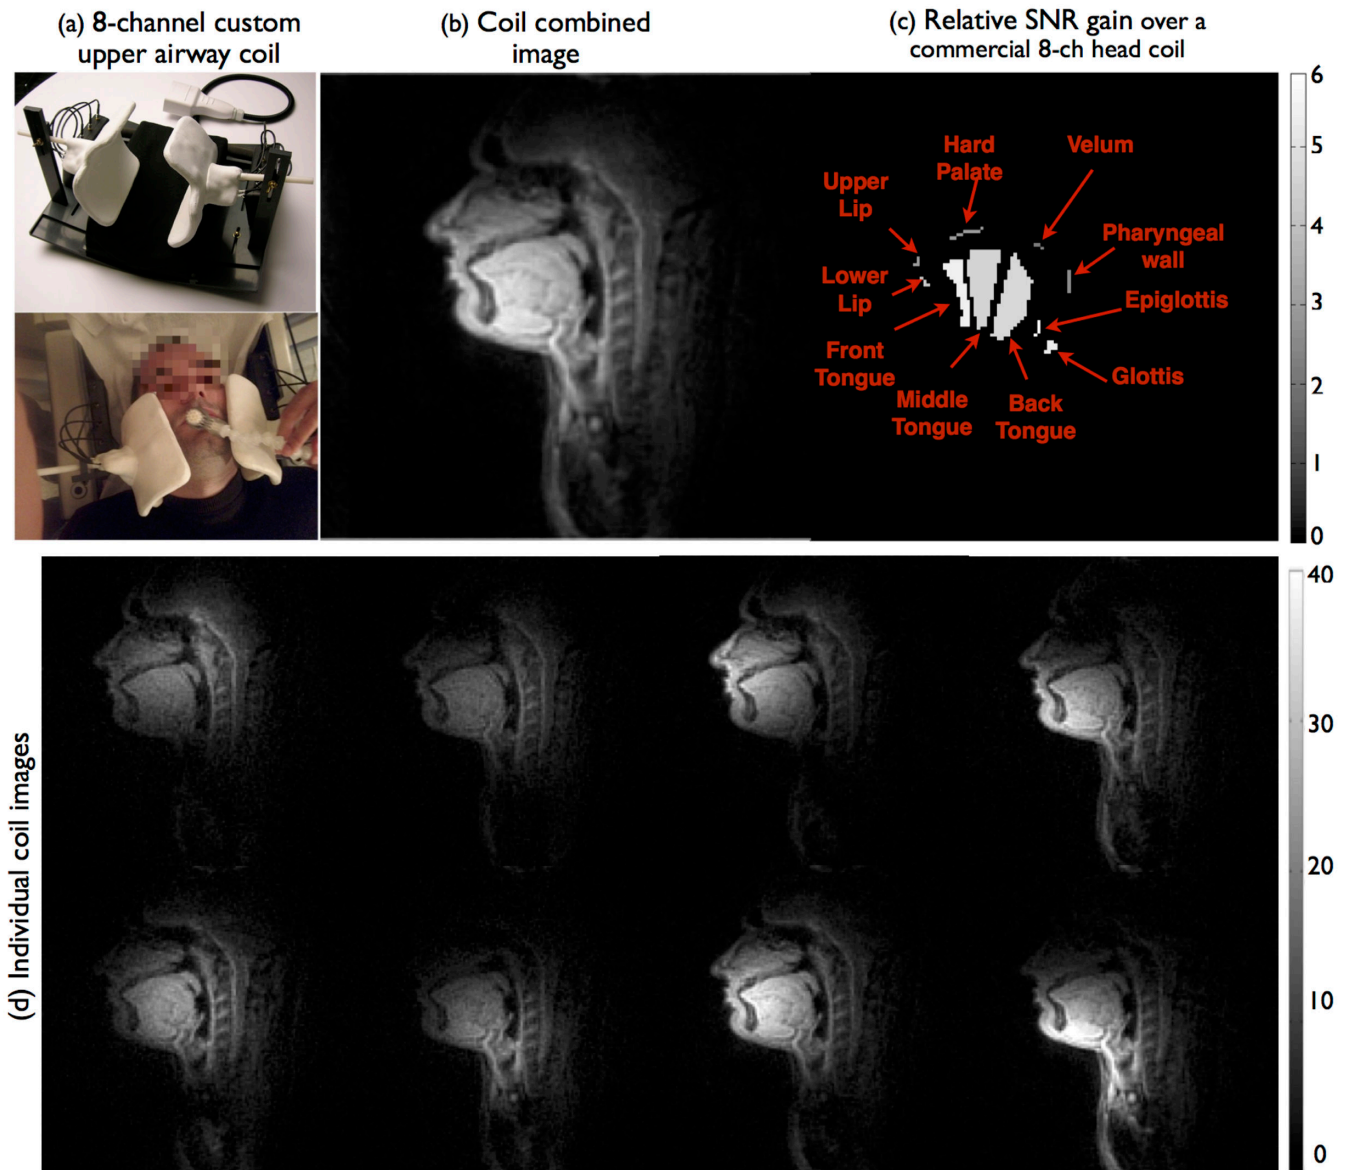 (a) 8-channel custom
upper airway coil
(b) Coil combined
image
(c) Relative SNR gain over a
commercial 8-ch head coil
Hard
Palate
Velum
Upper
Lip
Pharyngeal
wall
Lower
Lip
Epiglottis
Front
Tongue
Glottis
Middle
Tongue
Back
Tongue
6
5
4
3
2
1
0
(d) Individual coil images
40
30
20
10
0